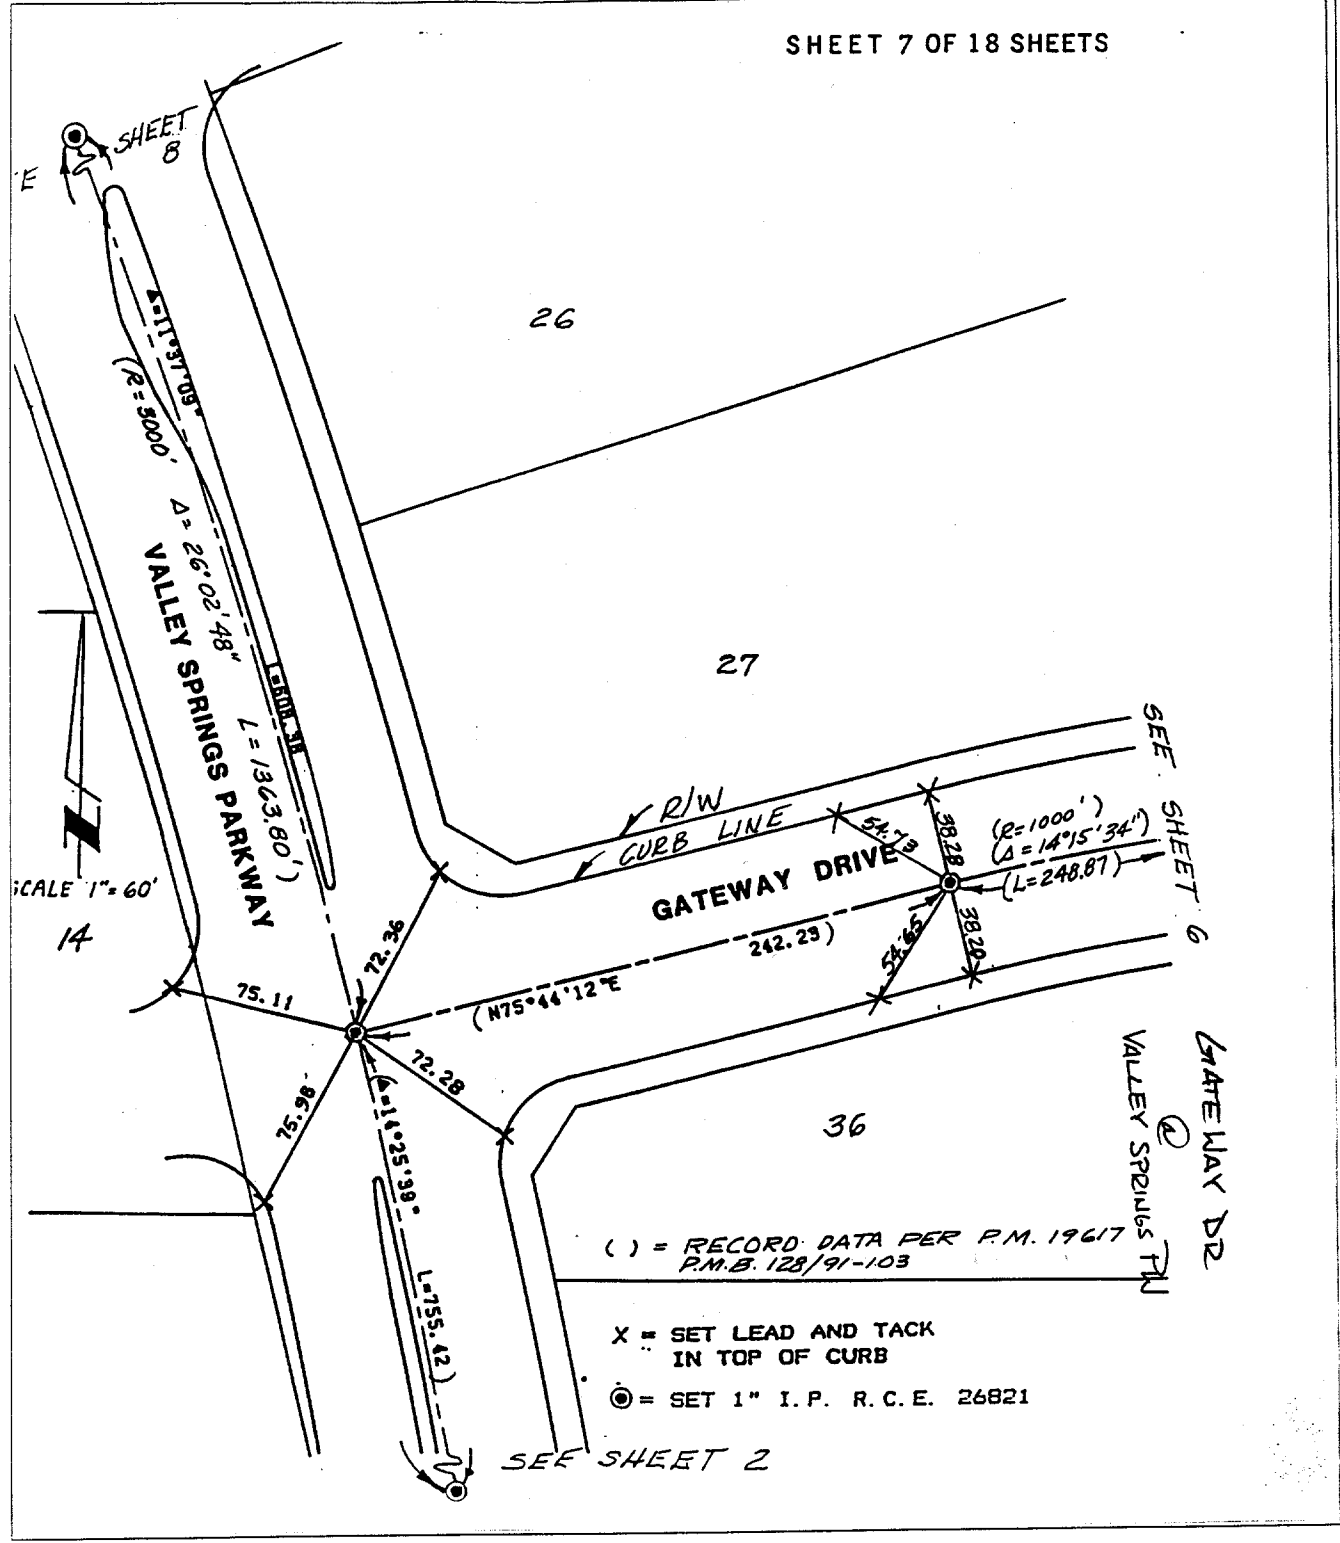 SHEET 7 OF 18 SHEETS
SHEET
8
E
26
Δ=11°37'09"
(R=3000'
Δ= 26°02'48"
L=1363.80')
L=608.38
VALLEY SPRINGS PARKWAY
27
SEE SHEET 6
R/W
CURB LINE
GATEWAY DRIVE
54.73
38.28
(R=1000')
(Δ=14°15'34")
(L=248.87)
SCALE 1"=60'
14
72.36
75.11
242.23)
(N75°44'12"E
54.65
38.20
72.28
75.98
(Δ=14°25'39"
L=755.42)
36
GATEWAY DR
@
VALLEY SPRINGS PW
( ) = RECORD DATA PER P.M. 19617
P.M.B. 128/91-103
X = SET LEAD AND TACK
IN TOP OF CURB
= SET 1" I.P. R.C.E. 26821
SEE SHEET 2